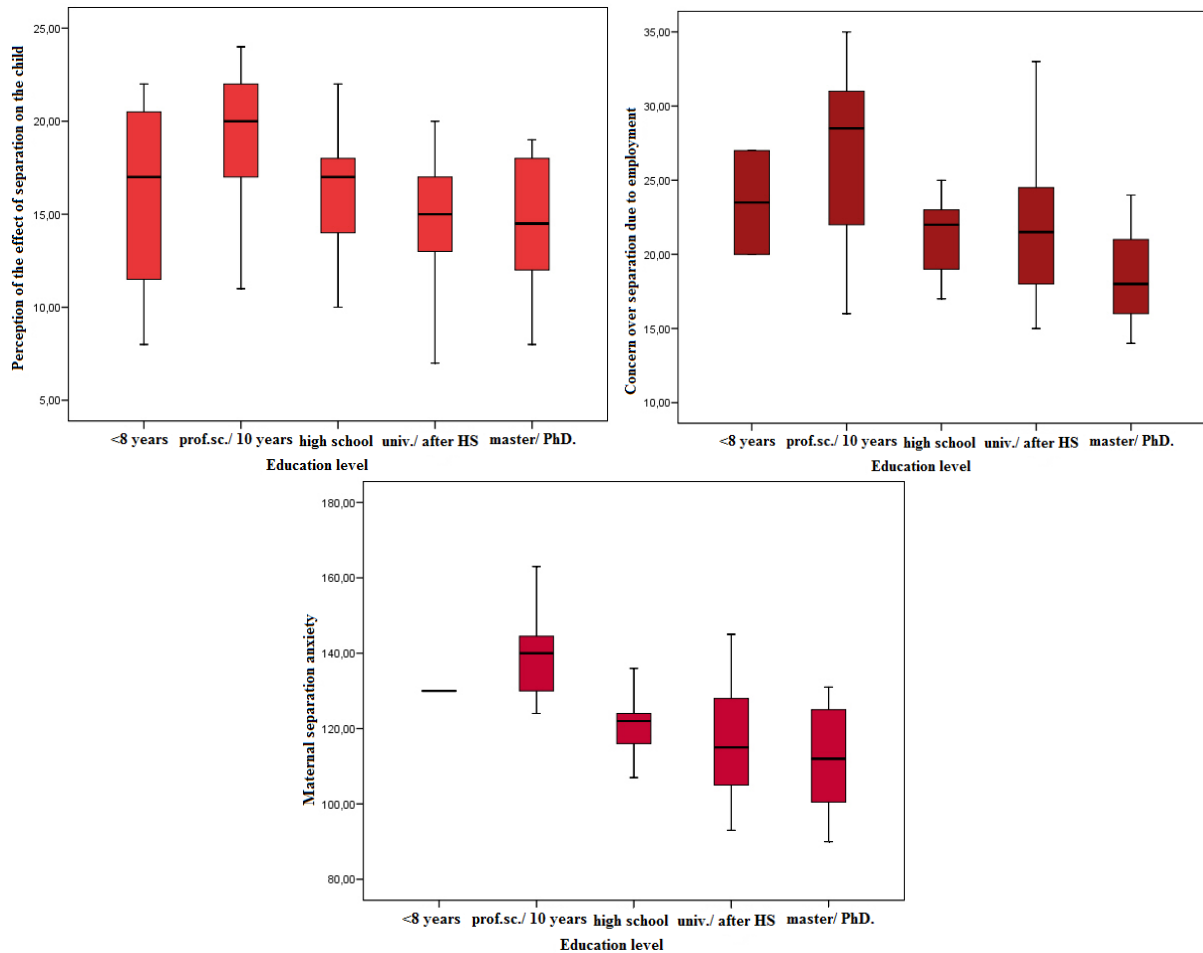 Perception of the effect of separation on the child
25,00
20,00
15,00
10,00
5,00
<8 years prof.sc./ 10 years high school univ./ after HS master/ PhD.
Education level
Concern over separation due to employment
35,00
30,00
25,00
20,00
15,00
10,00
<8 years prof.sc./ 10 years high school univ./ after HS master/ PhD.
Education level
Maternal separation anxiety
180,00
160,00
140,00
120,00
100,00
80,00
<8 years prof.sc./ 10 years high school univ./ after HS master/ PhD.
Education level